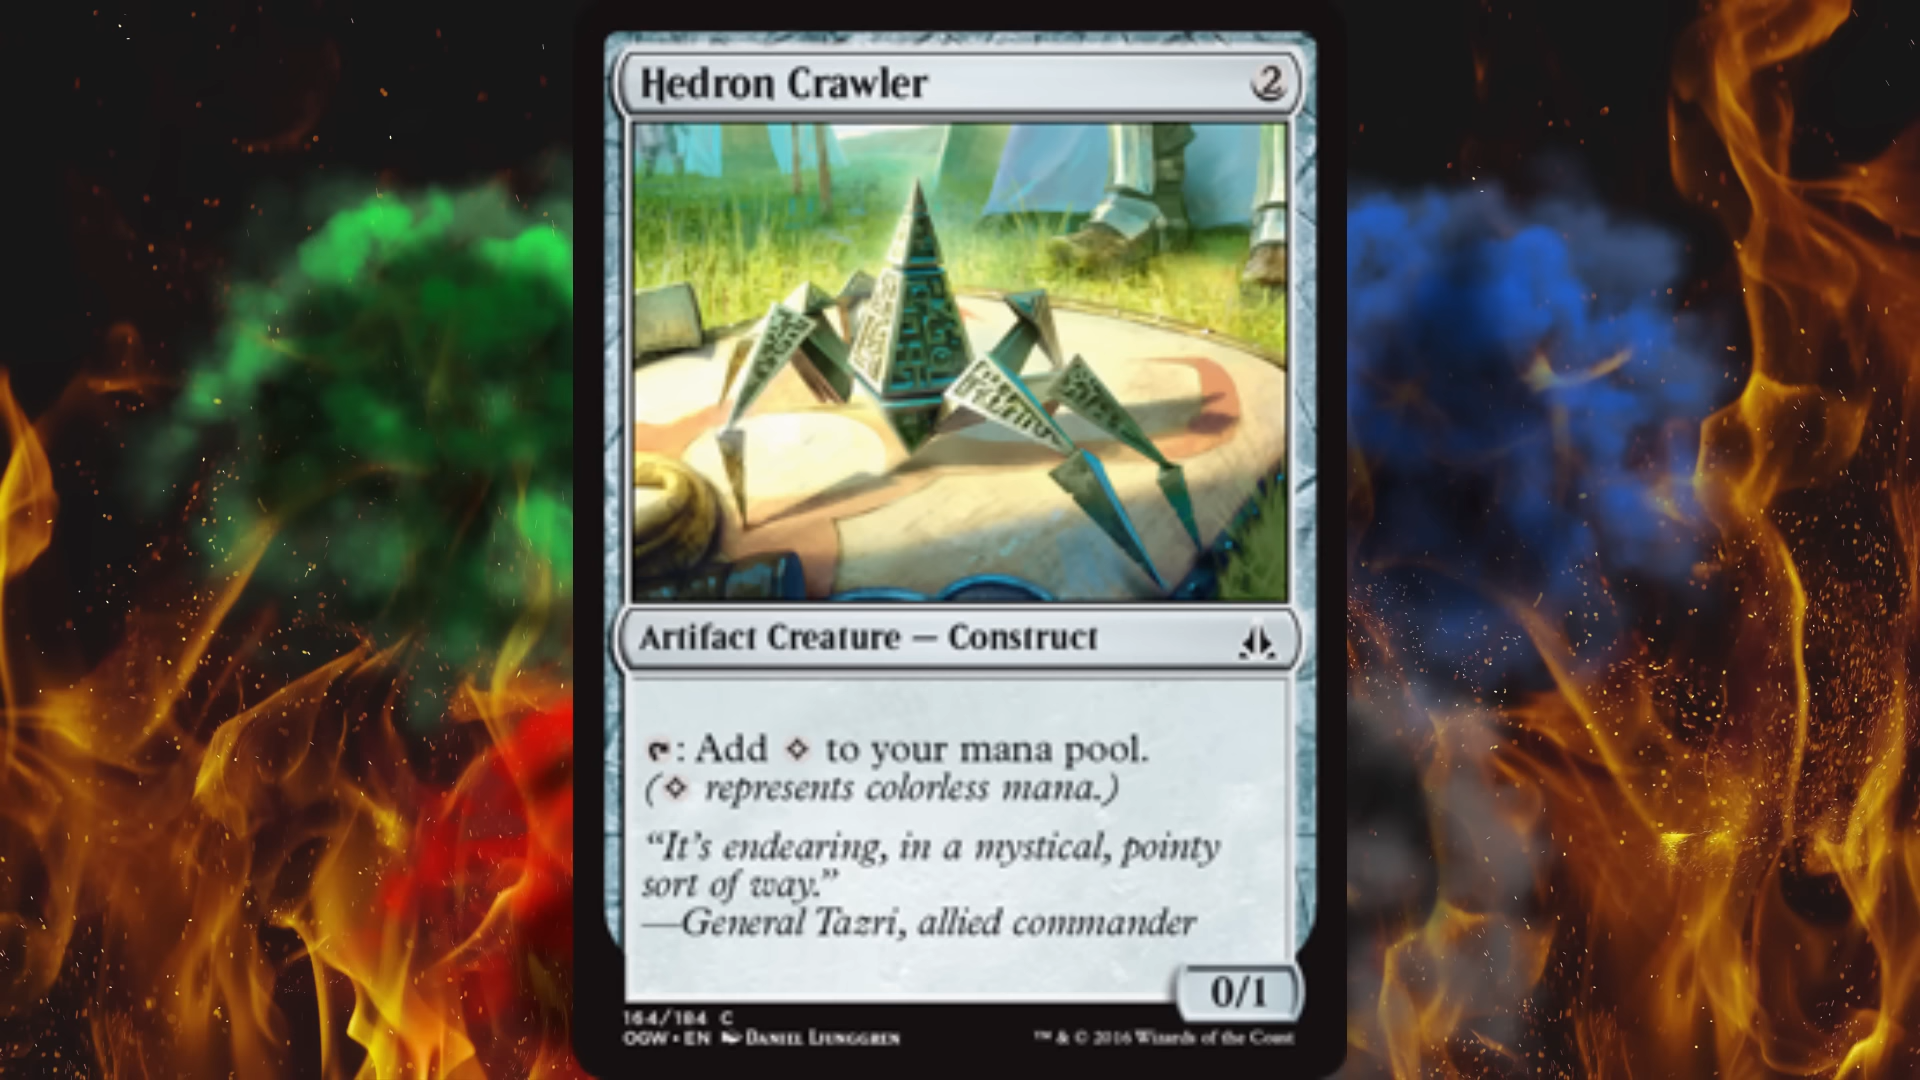 Hedron Crawler 2
Artifact Creature — Construct
: Add to your mana pool.
( represents colorless mana.)
“It's endearing, in a mystical, pointy
sort of way.”
—General Tazri, allied commander
0/1
164/184 C
OGW • EN Daniel Ljunggren ™ & © 2016 Wizards of the Coast